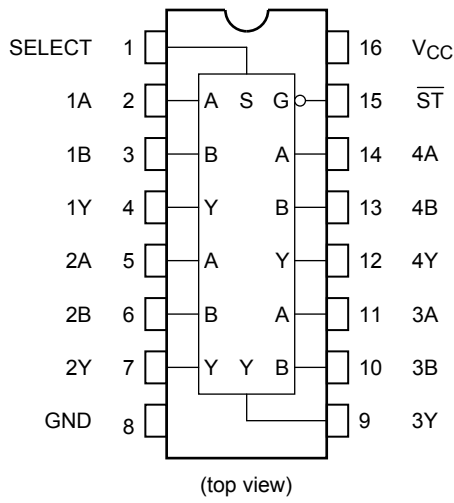 SELECT 1 16 VCC
1A 2 A S G 15 ST
1B 3 B A 14 4A
1Y 4 Y B 13 4B
2A 5 A Y 12 4Y
2B 6 B A 11 3A
2Y 7 Y Y B 10 3B
GND 8 9 3Y
(top view)